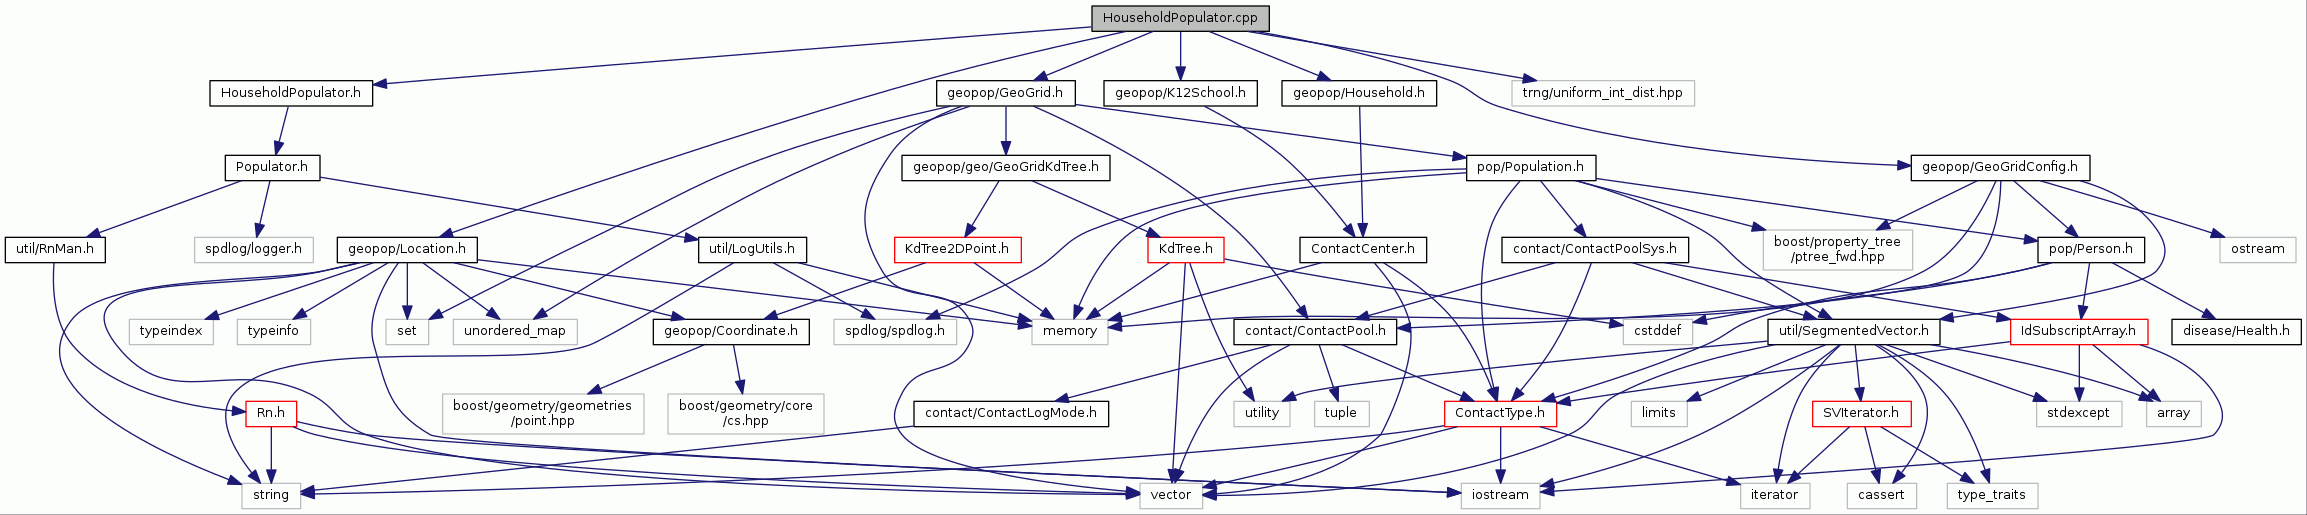 HouseholdPopulator.cpp
HouseholdPopulator.h
geopop/GeoGrid.h
geopop/K12School.h
geopop/Household.h
trng/uniform_int_dist.hpp
Populator.h
geopop/geo/GeoGridKdTree.h
pop/Population.h
geopop/GeoGridConfig.h
util/RnMan.h
spdlog/logger.h
geopop/Location.h
util/LogUtils.h
KdTree2DPoint.h
KdTree.h
ContactCenter.h
contact/ContactPoolSys.h
boost/property_tree
/ptree_fwd.hpp
pop/Person.h
ostream
typeindex
typeinfo
set
unordered_map
geopop/Coordinate.h
spdlog/spdlog.h
memory
contact/ContactPool.h
cstddef
util/SegmentedVector.h
IdSubscriptArray.h
disease/Health.h
Rn.h
boost/geometry/geometries
/point.hpp
boost/geometry/core
/cs.hpp
contact/ContactLogMode.h
utility
tuple
ContactType.h
limits
SVIterator.h
stdexcept
array
string
vector
iostream
iterator
cassert
type_traits